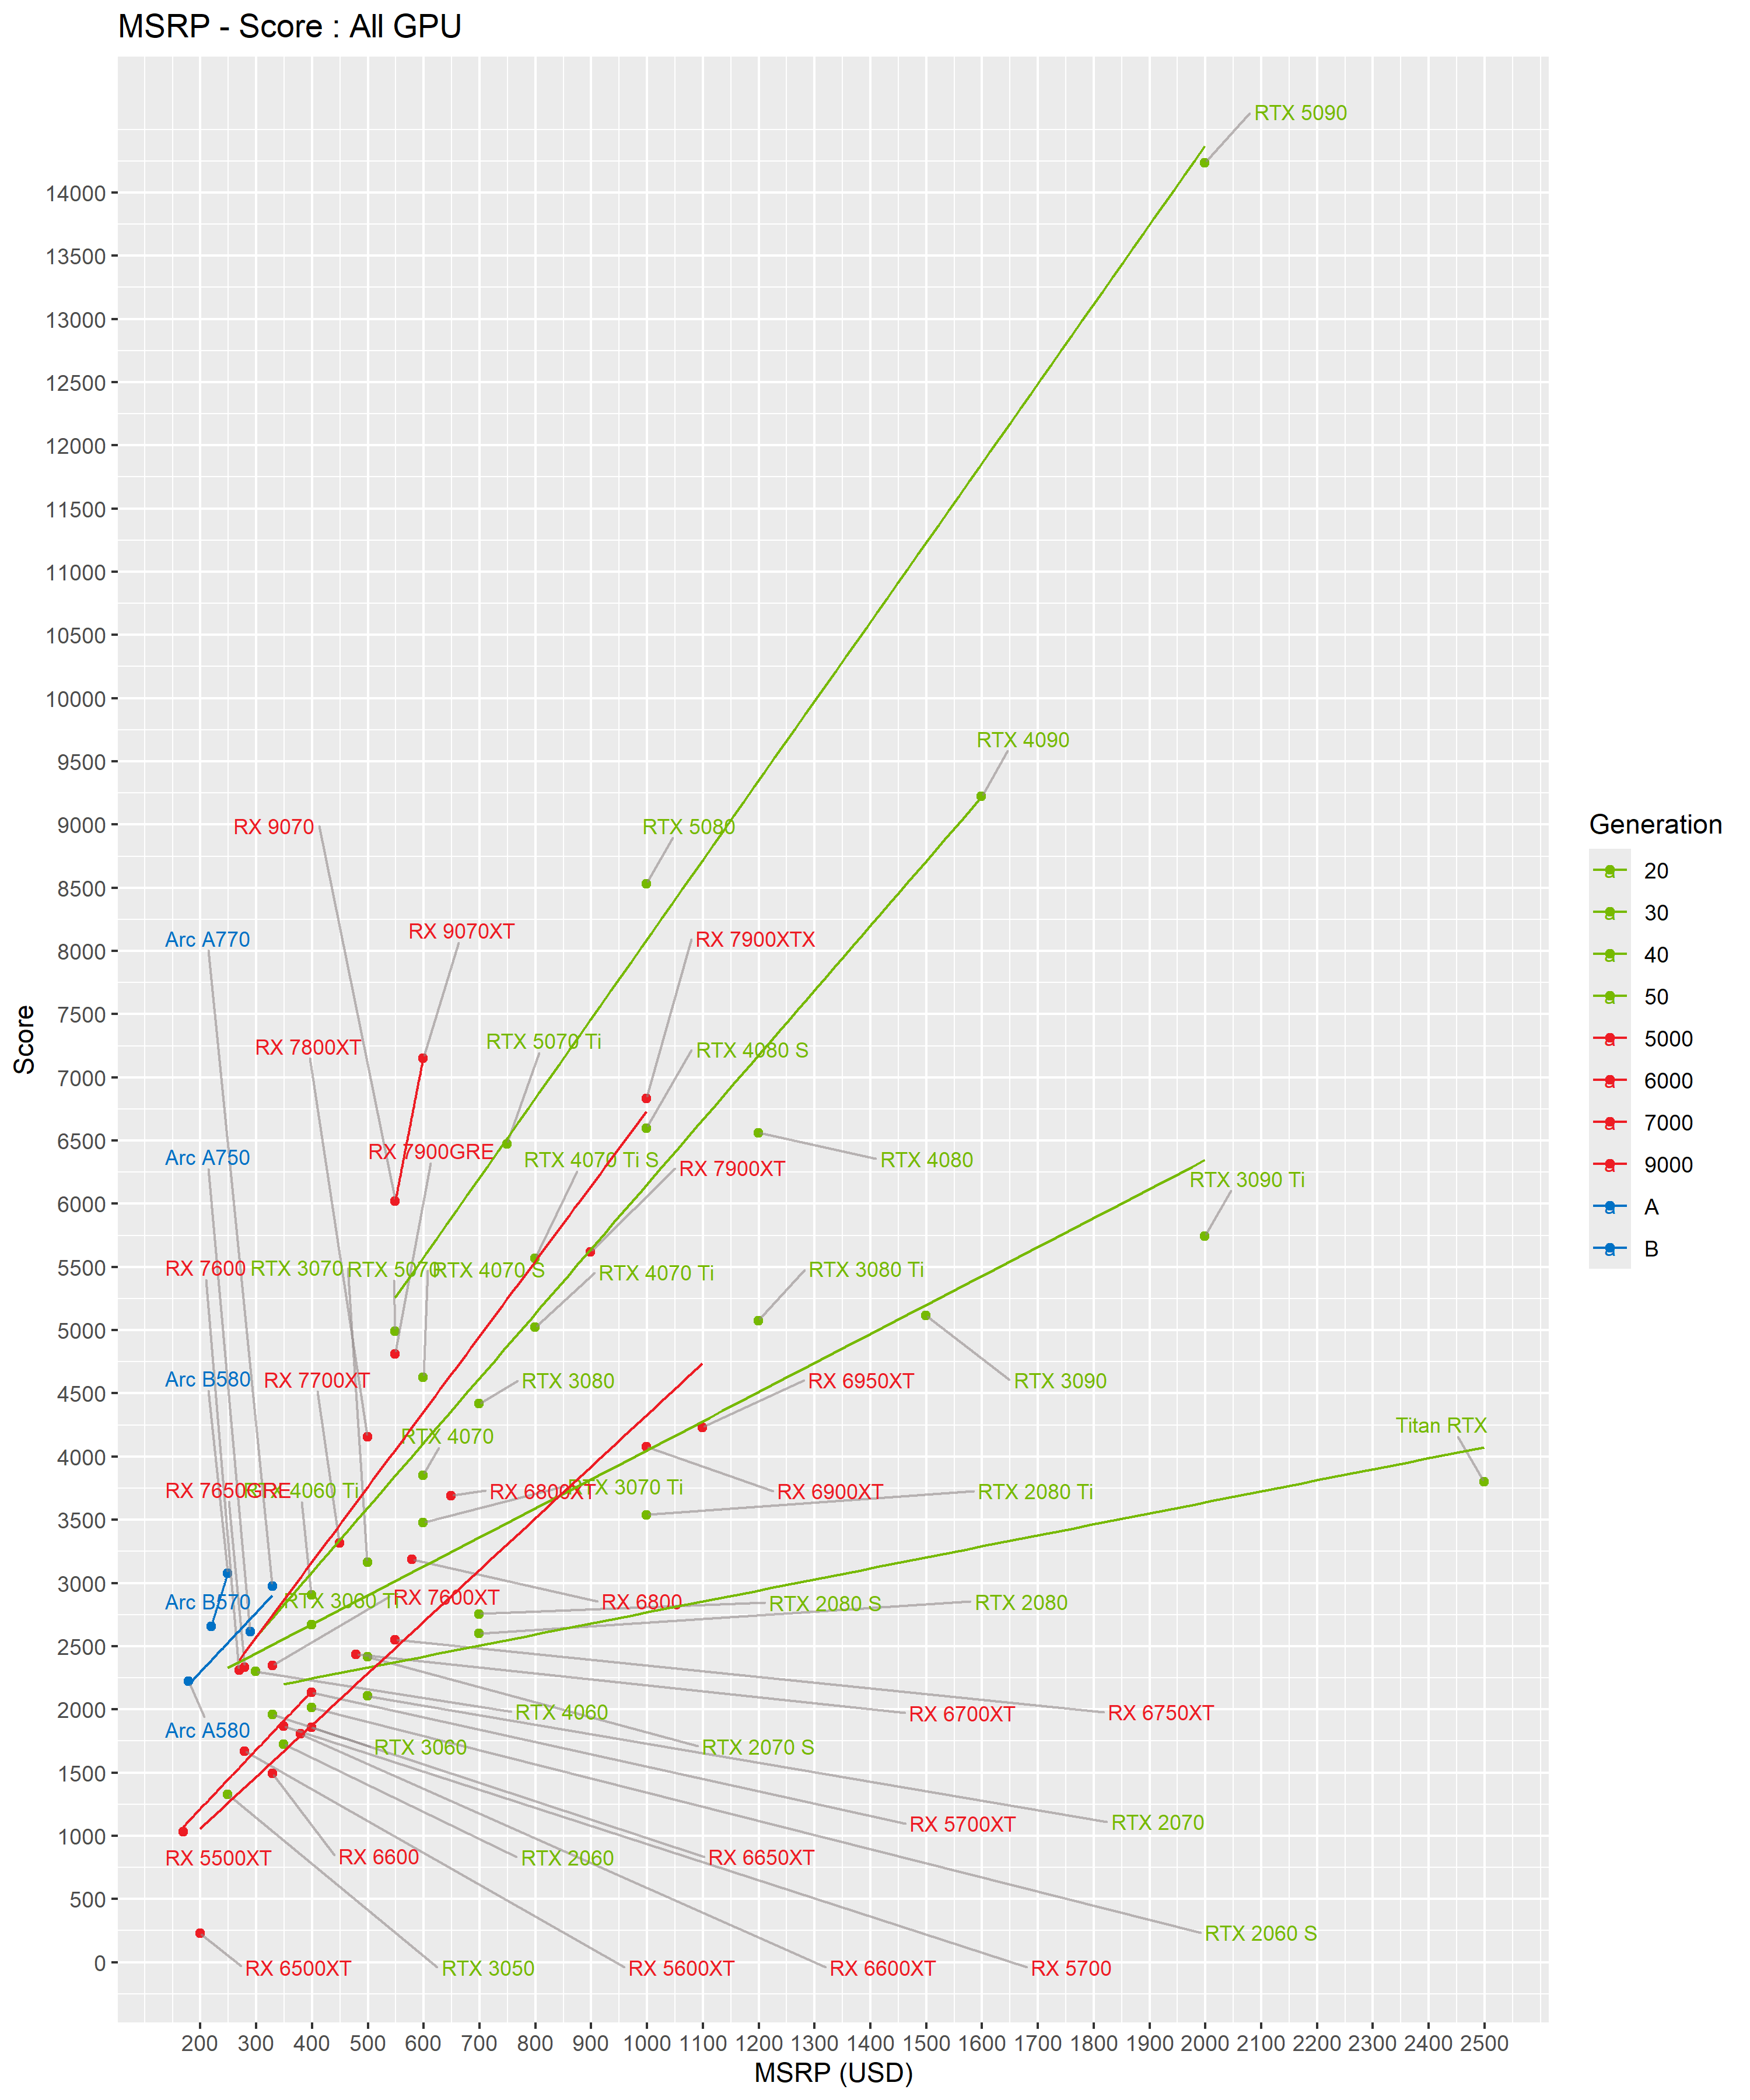 MSRP - Score : All GPU
RTX 5090
14000
13500
13000
12500
12000
11500
11000
10500
10000
9500
9000
8500
8000
7500
7000
6500
6000
5500
5000
4500
4000
3500
3000
2500
2000
1500
1000
500
0
Score
RTX 4090
RX 9070
RTX 5080
RX 9070XT
Arc A770
RX 7900XTX
RX 7800XT
RTX 5070 Ti
RTX 4080 S
RX 7900GRE
Arc A750
RTX 4070 Ti S
RX 7900XT
RTX 4080
RTX 3090 Ti
RX 7600
RTX 3070
RTX 5070
RTX 4070 S
RTX 4070 Ti
RTX 3080 Ti
Arc B580
RX 7700XT
RTX 3080
RX 6950XT
RTX 3090
RTX 4070
Titan RTX
RX 7650GRE
RTX 4060 Ti
RX 6800XT
RTX 3070 Ti
RX 6900XT
RTX 2080 Ti
Arc B570
RTX 3060 Ti
RX 7600XT
RX 6800
RTX 2080 S
RTX 2080
Arc A580
RTX 4060
RX 6700XT
RX 6750XT
RTX 3060
RTX 2070 S
RX 5700XT
RTX 2070
RX 5500XT
RX 6600
RTX 2060
RX 6650XT
RTX 2060 S
RX 6500XT
RTX 3050
RX 5600XT
RX 6600XT
RX 5700
200 300 400 500 600 700 800 900 1000 1100 1200 1300 1400 1500 1600 1700 1800 1900 2000 2100 2200 2300 2400 2500
MSRP (USD)
Generation
a 20
a 30
a 40
a 50
a 5000
a 6000
a 7000
a 9000
a A
a B